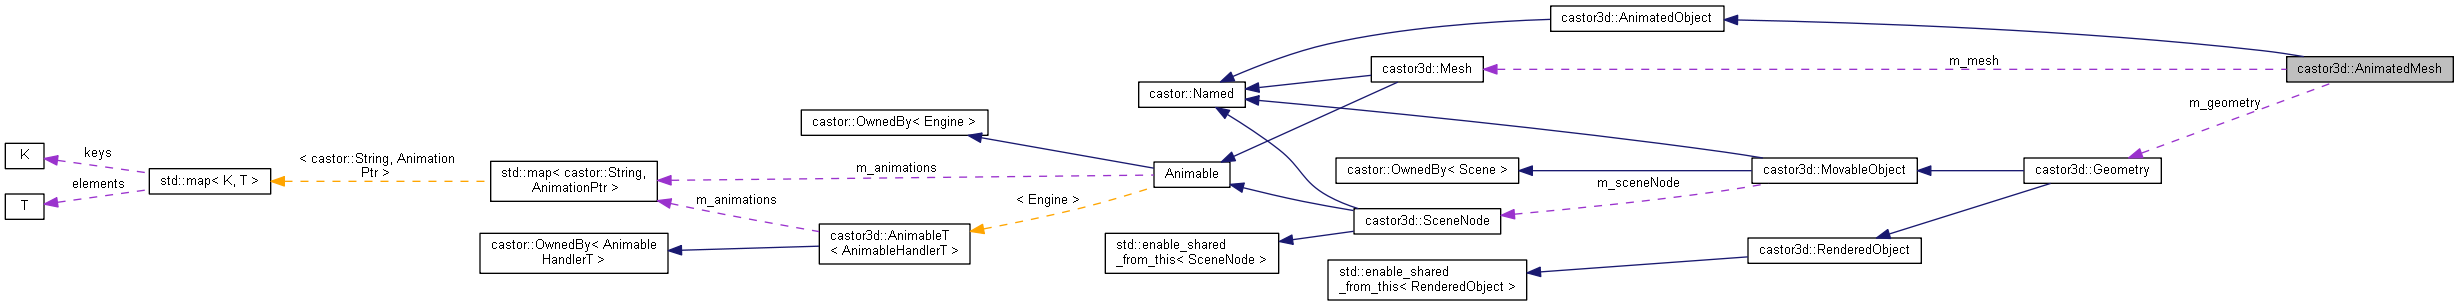 castor3d::AnimatedObject
m_mesh
castor3d::Mesh
castor3d::AnimatedMesh
castor::Named
m_geometry
castor::OwnedBy< Engine >
K
keys
< castor::String, Animation
Ptr >
std::map< K, T >
elements
T
std::map< castor::String,
AnimationPtr >
m_animations
Animable
castor::OwnedBy< Scene >
castor3d::MovableObject
castor3d::Geometry
m_sceneNode
m_animations
< Engine >
castor3d::SceneNode
castor::OwnedBy< Animable
HandlerT >
castor3d::AnimableT
< AnimableHandlerT >
std::enable_shared
_from_this< SceneNode >
castor3d::RenderedObject
std::enable_shared
_from_this< RenderedObject >